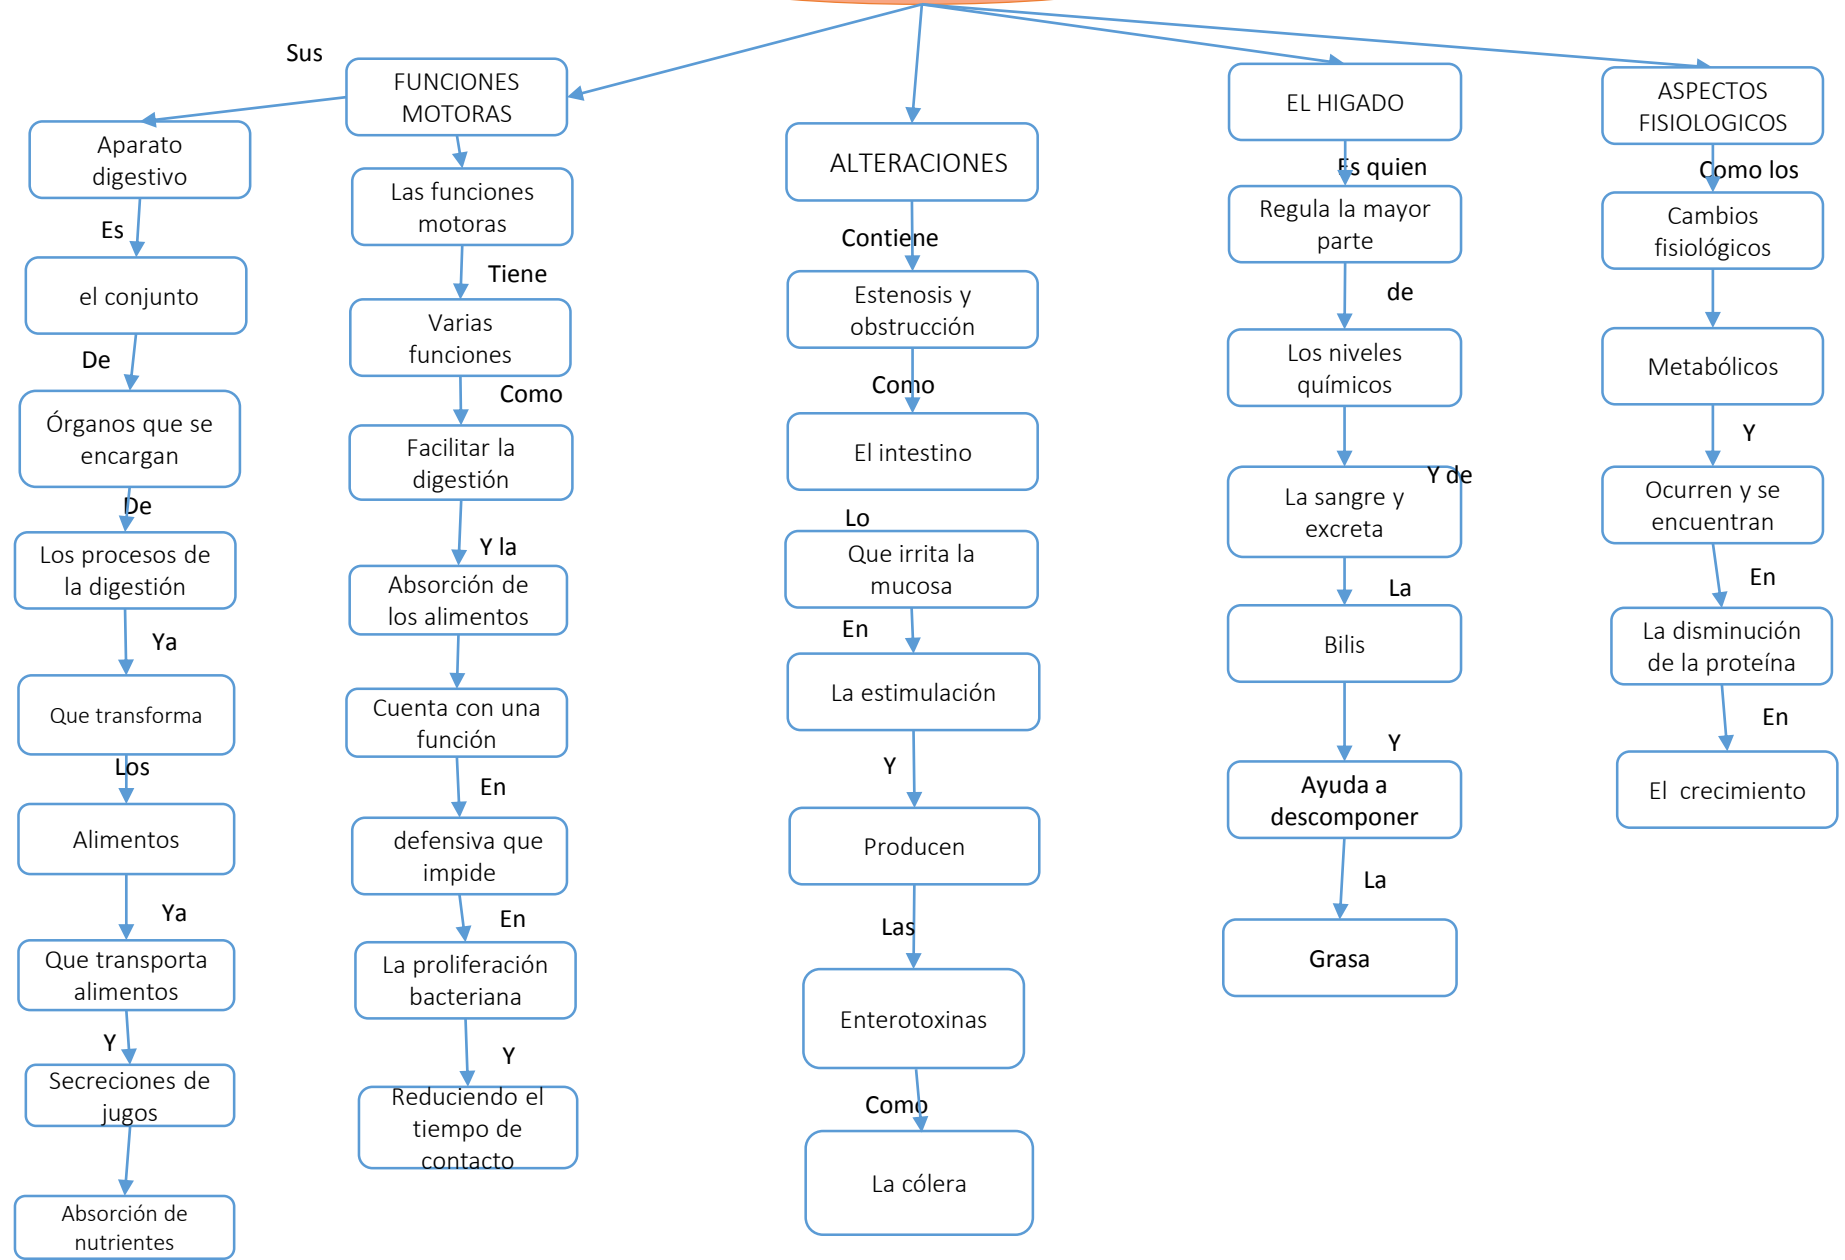 Sus
FUNCIONES
MOTORAS
Aparato
digestivo
Es
el conjunto
De
Órganos que se
encargan
De
Los procesos de
la digestión
Ya
Que transforma
Los
Alimentos
Ya
Que transporta
alimentos
Y
Secreciones de
jugos
Absorción de
nutrientes
Las funciones
motoras
Tiene
Varias
funciones
Como
Facilitar la
digestión
Y la
Absorción de
los alimentos
Cuenta con una
función
En
defensiva que
impide
En
La proliferación
bacteriana
Y
Reduciendo el
tiempo de
contacto
ALTERACIONES
Contiene
Estenosis y
obstrucción
Como
El intestino
Lo
Que irrita la
mucosa
En
La estimulación
Y
Producen
Las
Enterotoxinas
Como
La cólera
EL HIGADO
Es quien
Regula la mayor
parte
de
Los niveles
químicos
Y de
La sangre y
excreta
La
Bilis
Y
Ayuda a
descomponer
La
Grasa
ASPECTOS
FISIOLOGICOS
Como los
Cambios
fisiológicos
Metabólicos
Y
Ocurren y se
encuentran
En
La disminución
de la proteína
En
El crecimiento